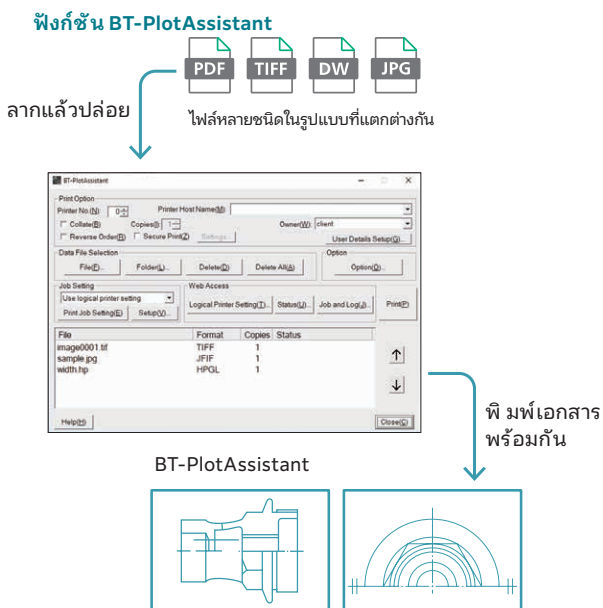 ฟังก์ชัน BT-PlotAssistant
PDF TIFF DW JPG
ลากแล้วปล่อย
ไฟล์หลายชนิดในรูปแบบที่แตกต่างกัน
BT-PlotAssistant
Print Option
Printer No.(N): 0 Printer Host Name(M):
Collate(B) Copies(I): 1 Owner(W): client
Reverse Order(R) Secure Print(Z) Settings... User Details Setup(G)...
Data File Selection Option
File(F)... Folder(L)... Delete(D) Delete All(A) Option(O)...
Job Setting Web Access
Use logical printer setting
Logical Printer Setting(T)... Status(U)... Job and Log(J)... Print(P)
Print Job Setting(E) Setup(V)...
File Format Copies Status
image0001.tif TIFF 1
sample.jpg JFIF 1
width.hp HPGL 1
Help(H) Close(C)
พิมพ์เอกสาร
พร้อมกัน
BT-PlotAssistant